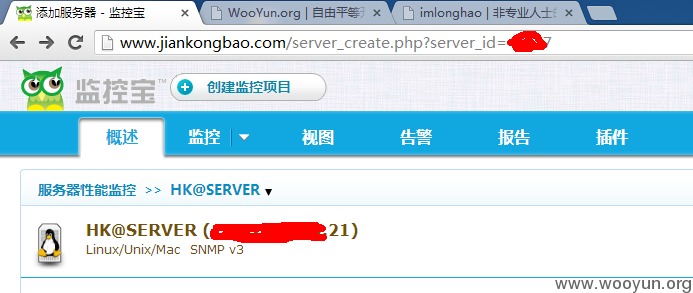 添加服务器 - 监控宝
WooYun.org | 自由平等
imlonghao | 非专业人士
www.jiankongbao.com/server_create.php?server_id= 7
监控宝™
创建监控项目
概述 监控 视图 告警 报告 插件
服务器性能监控 >> HK@SERVER
HK@SERVER ( 21)
Linux/Unix/Mac SNMP v3
www.wooyun.org